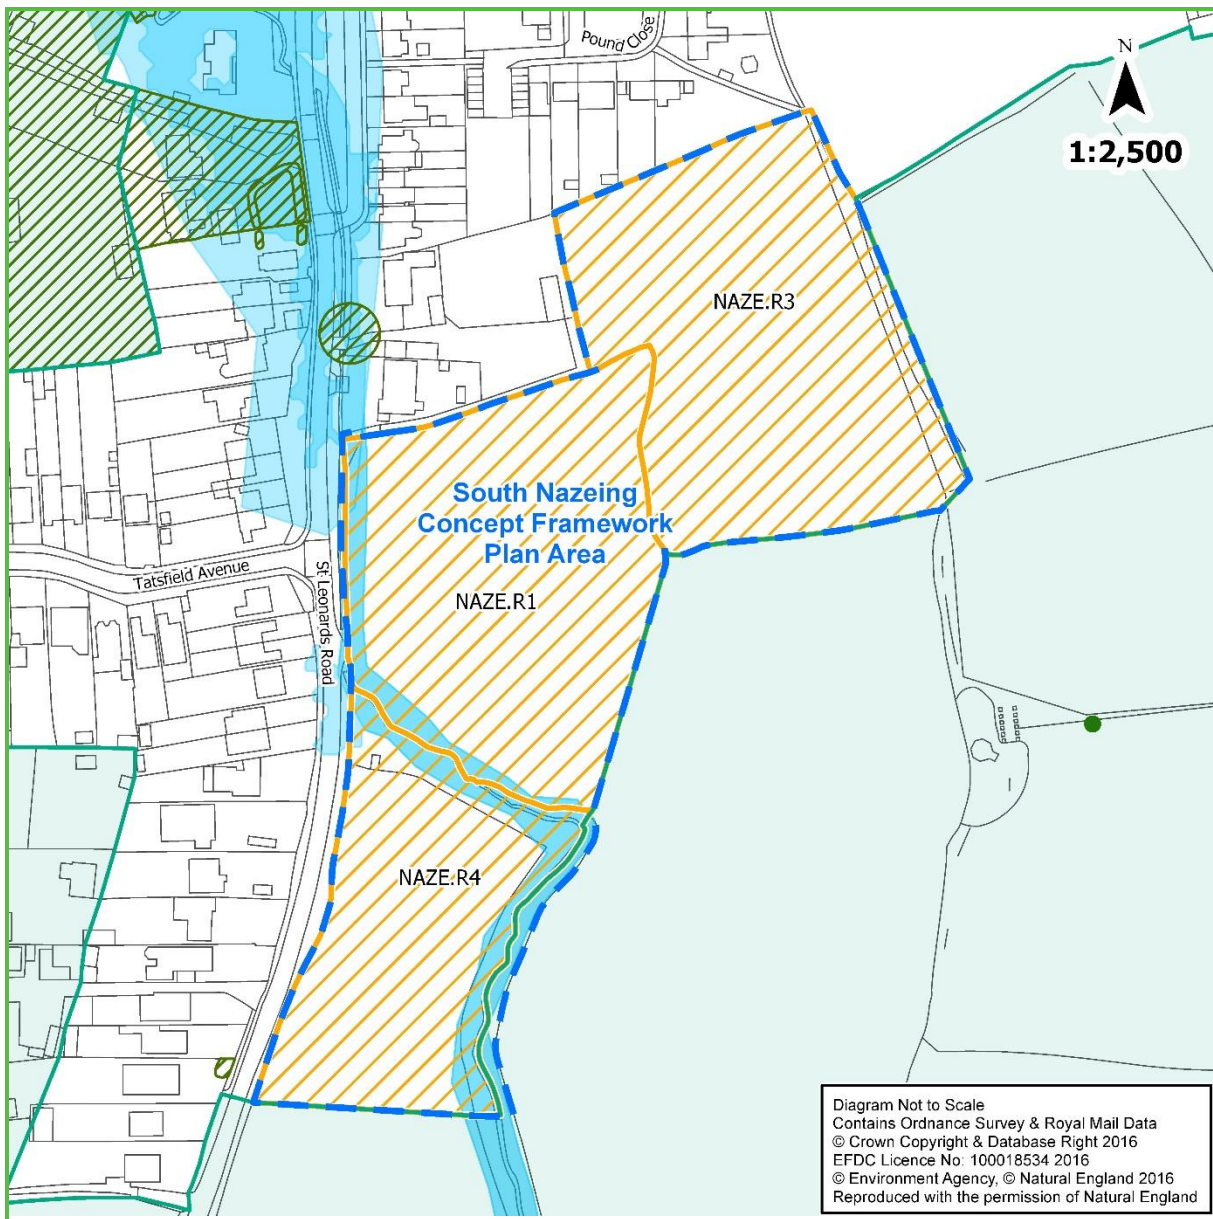 Pound Close
N
1:2,500
NAZE.R3
South Nazeing
Concept Framework
Plan Area
Tatsfield Avenue
St Leonards Road
NAZE.R1
NAZE.R4
Diagram Not to Scale
Contains Ordnance Survey & Royal Mail Data
© Crown Copyright & Database Right 2016
EFDC Licence No: 100018534 2016
© Environment Agency, © Natural England 2016
Reproduced with the permission of Natural England